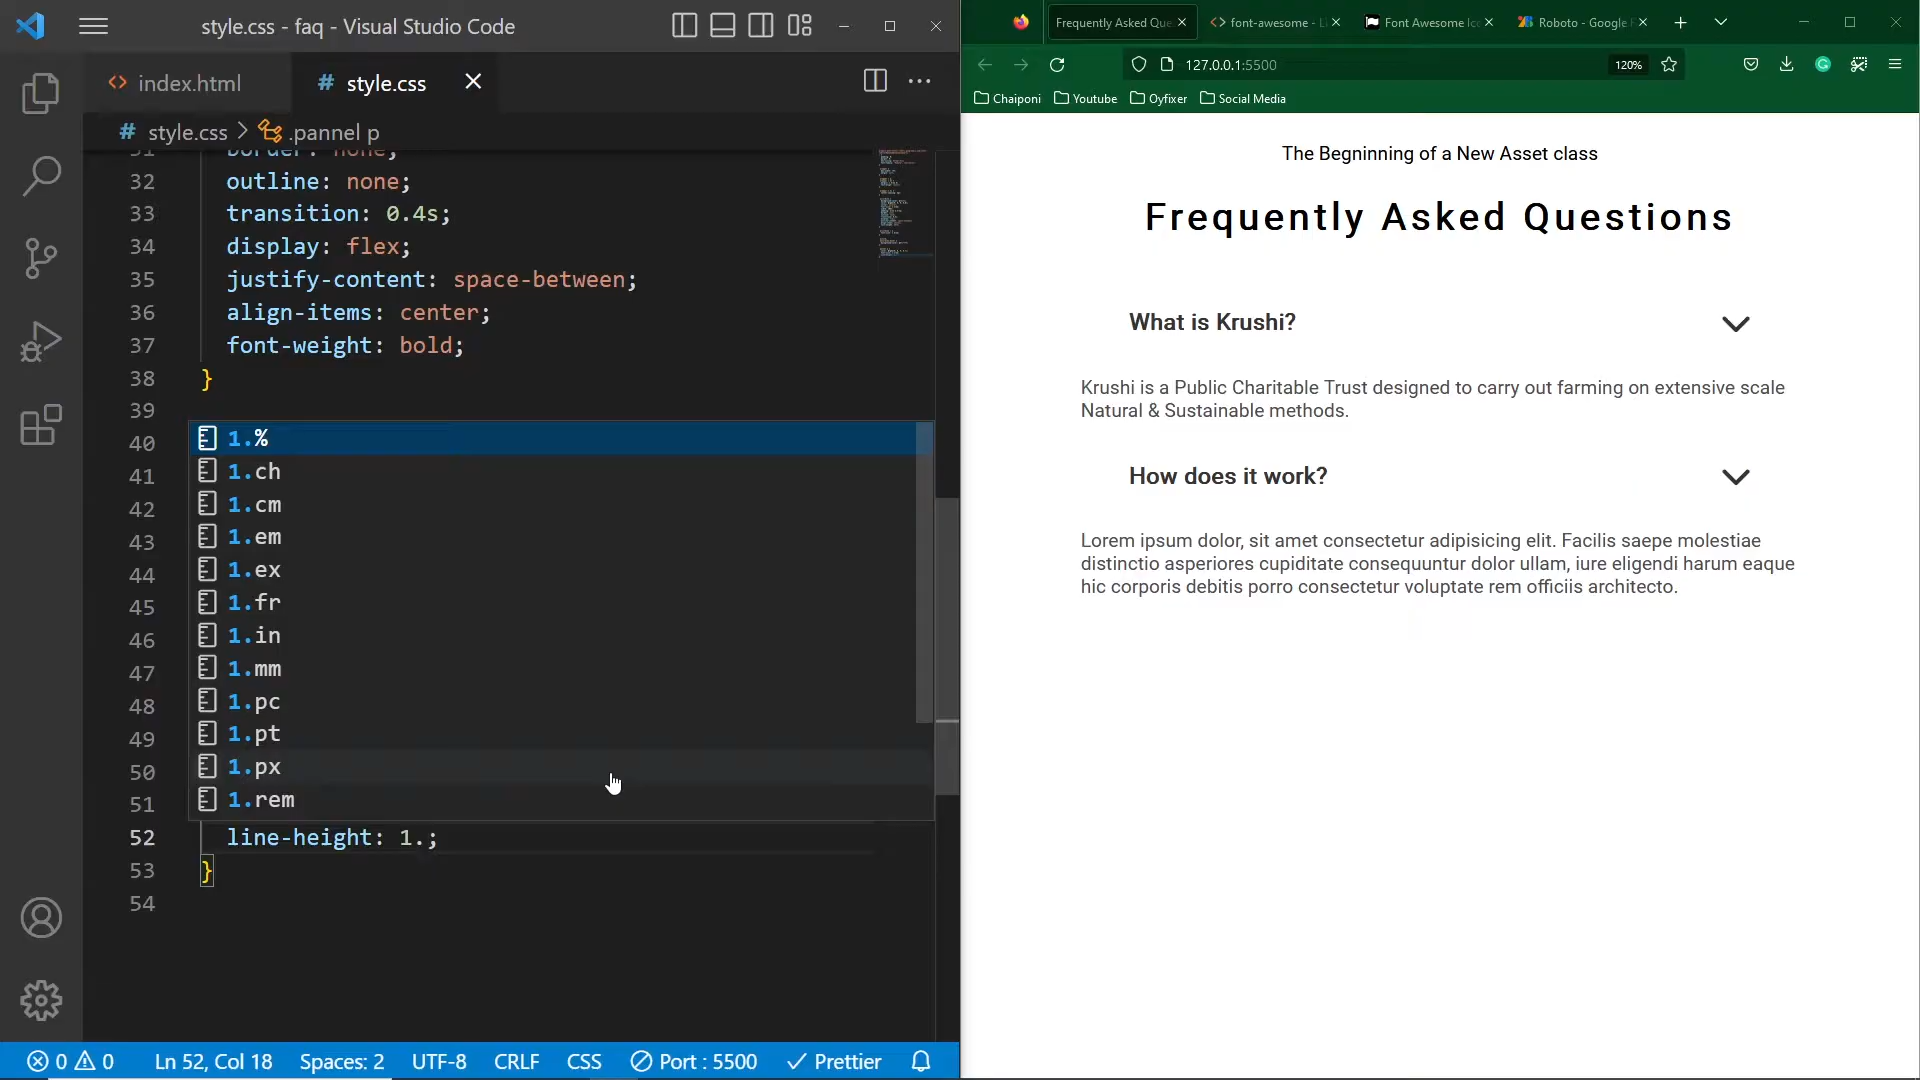 style.css - faq - Visual Studio Code
index.html
style.css
style.css > .pannel p
31 border: none;
32 outline: none;
33 transition: 0.4s;
34 display: flex;
35 justify-content: space-between;
36 align-items: center;
37 font-weight: bold;
38 }
39
40
41
42
43
44
45
46
47
48
49
50
51
1.%
1.ch
1.cm
1.em
1.ex
1.fr
1.in
1.mm
1.pc
1.pt
1.px
1.rem
52 line-height: 1.;
53 }
54
0 0 Ln 52, Col 18 Spaces: 2 UTF-8 CRLF CSS Port : 5500 Prettier
Frequently Asked Que
font-awesome - Li
Font Awesome Ico
Roboto - Google F
127.0.0.1:5500
120%
Chaiponi Youtube Oyfixer Social Media
The Begninning of a New Asset class
Frequently Asked Questions
What is Krushi?
Krushi is a Public Charitable Trust designed to carry out farming on extensive scale
Natural & Sustainable methods.
How does it work?
Lorem ipsum dolor, sit amet consectetur adipisicing elit. Facilis saepe molestiae
distinctio asperiores cupiditate consequuntur dolor ullam, iure eligendi harum eaque
hic corporis debitis porro consectetur voluptate rem officiis architecto.